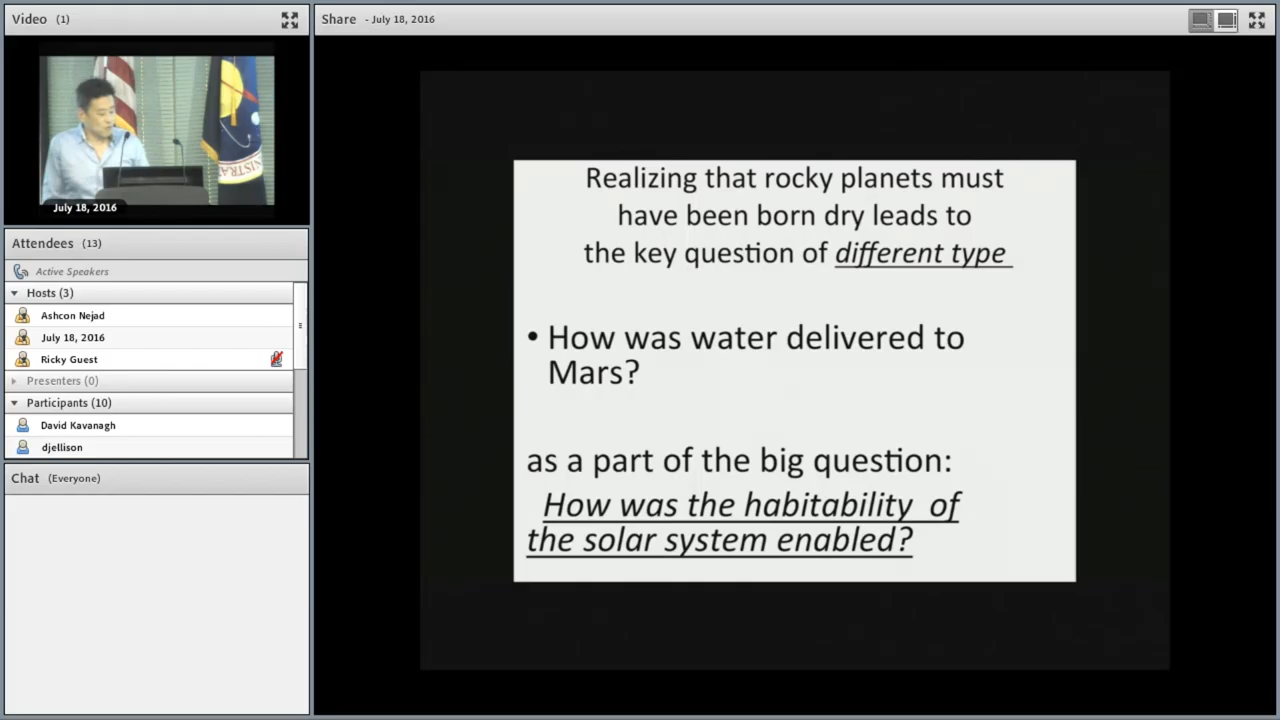 Video (1)
July 18, 2016
NISTRA
Attendees (13)
Active Speakers
Hosts (3)
Ashcon Nejad
July 18, 2016
Ricky Guest
Presenters (0)
Participants (10)
David Kavanagh
djellison
Chat (Everyone)
Share - July 18, 2016
Realizing that rocky planets must
have been born dry leads to
the key question of different type
• How was water delivered to
Mars?
as a part of the big question:
How was the habitability of
the solar system enabled?